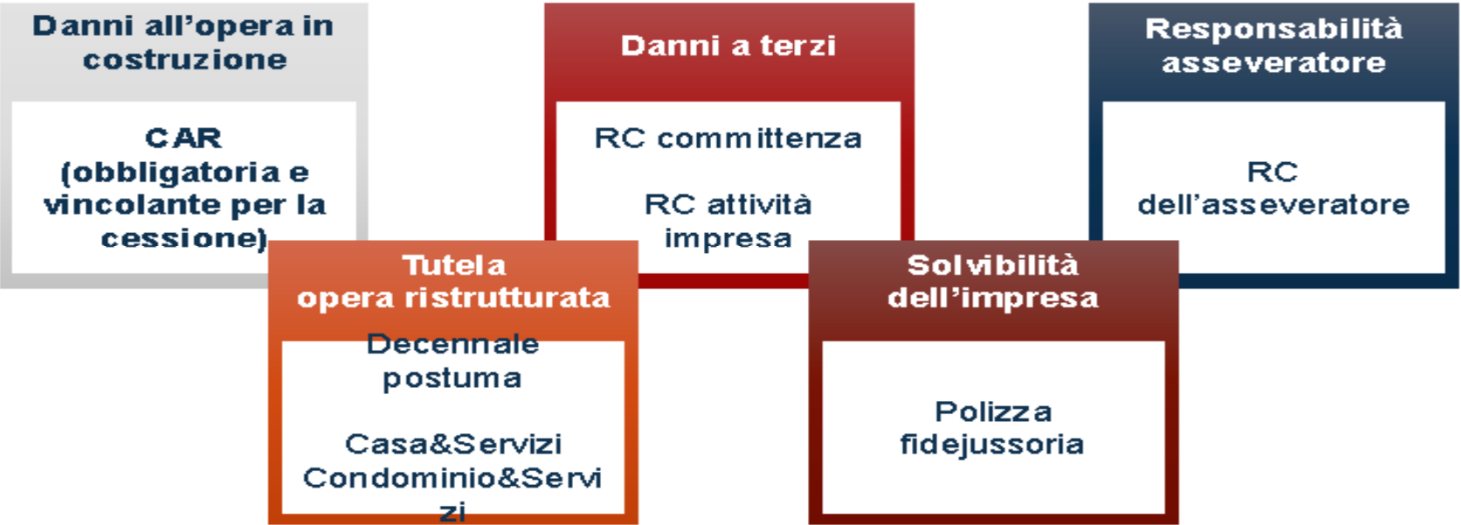 Danni all’opera in
costruzione
CAR
(obbligatoria e
vincolante per la
cessione)
Tutela
opera ristrutturata
Decennale
postuma
Casa&Servizi
Condominio&Servi
zi
Danni a terzi
RC committenza
RC attività
impresa
Solvibilità
dell’impresa
Polizza
fidejussoria
Responsabilità
asseveratore
RC
dell’asseveratore